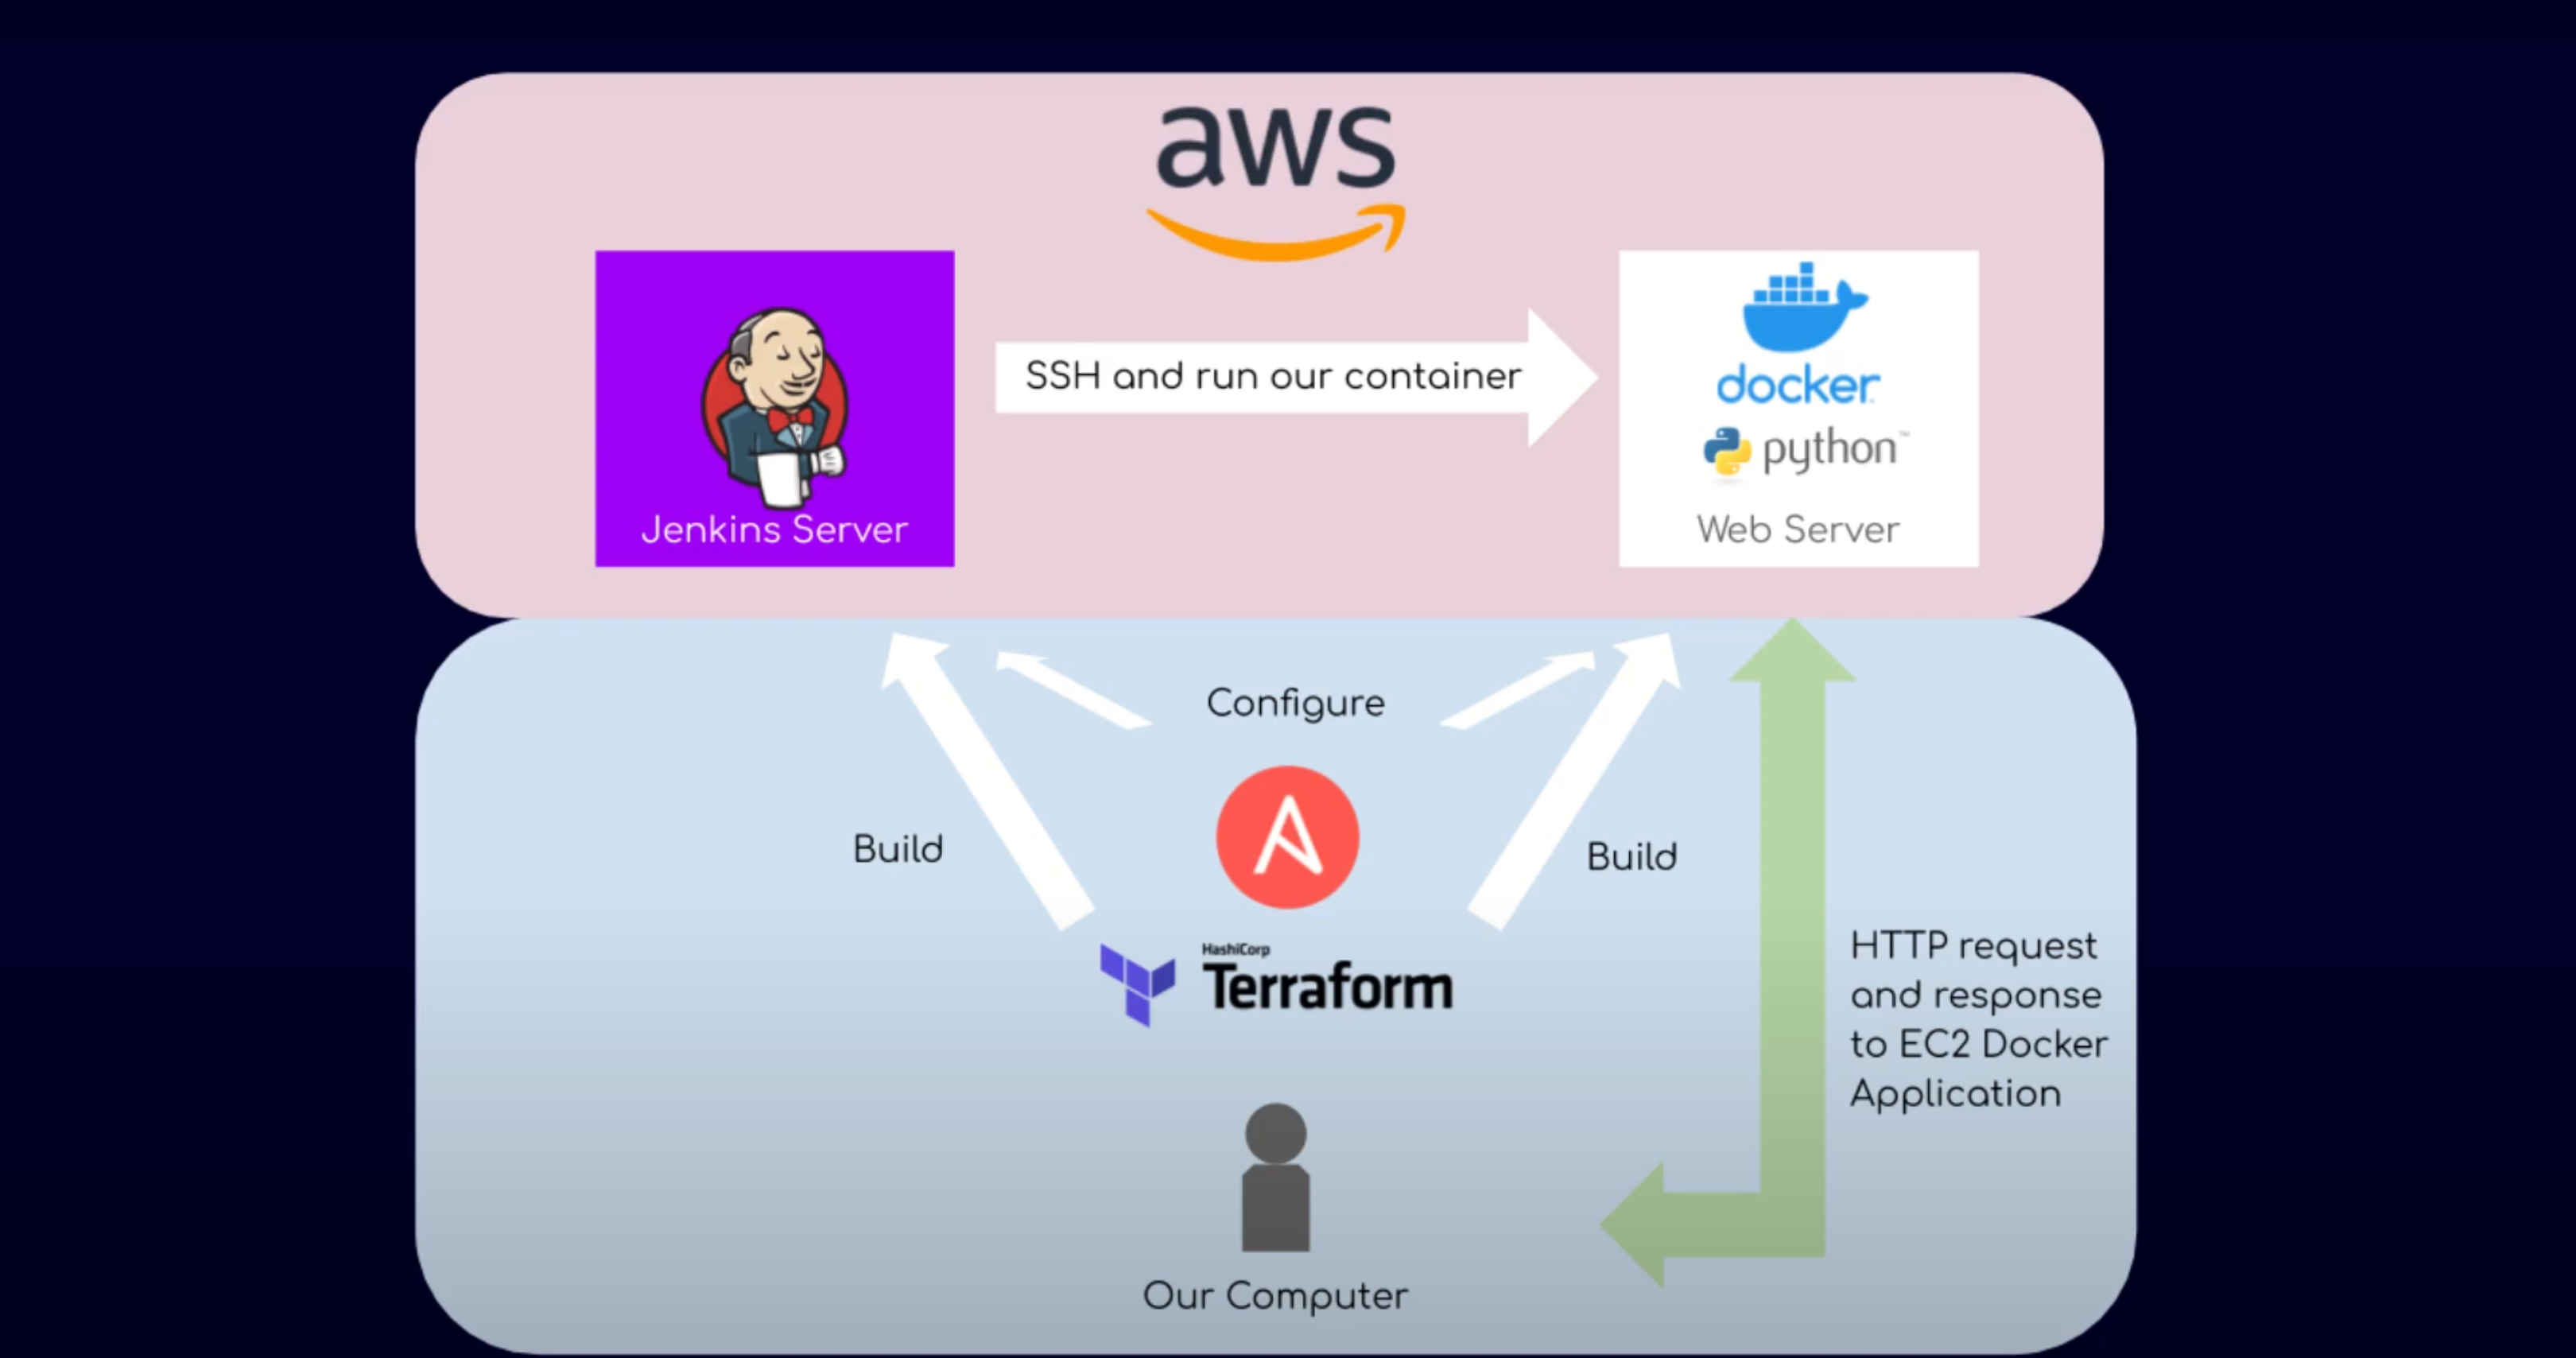 aws
SSH and run our container
Jenkins Server
docker
python™
Web Server
Configure
Build
Build
HashiCorp
Terraform
HTTP request
and response
to EC2 Docker
Application
Our Computer